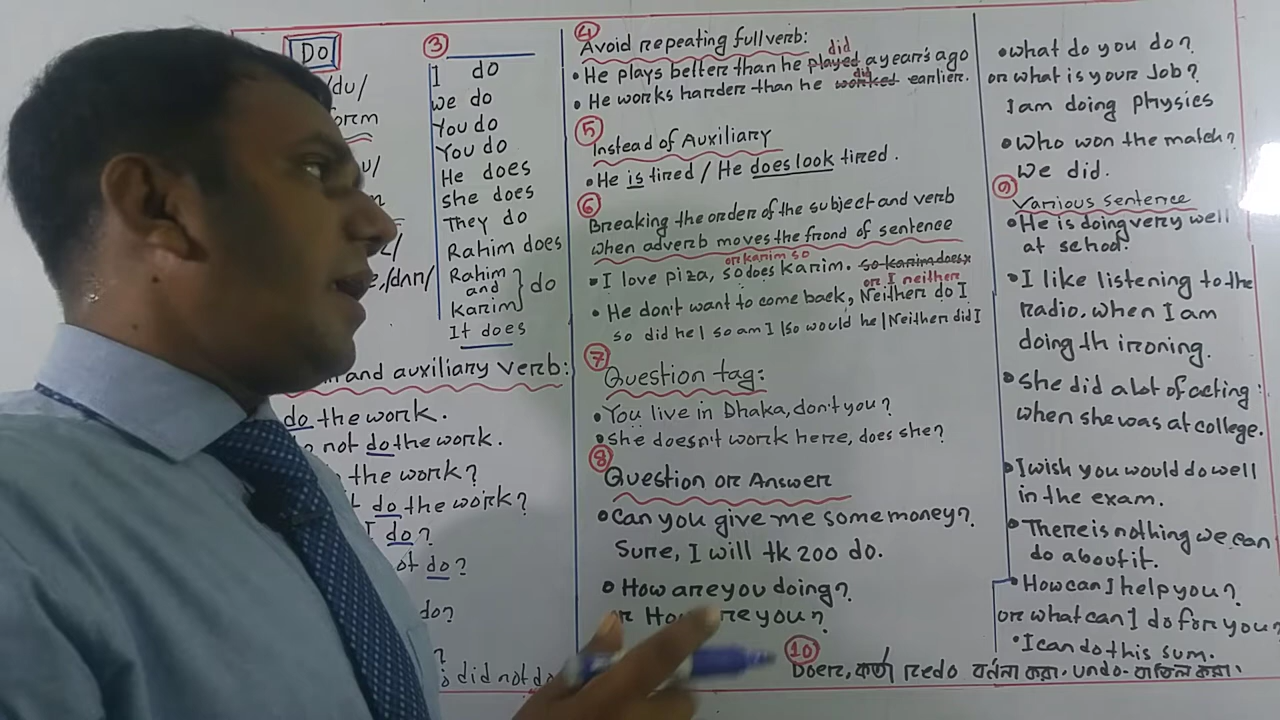 Do
/du/
orm
u/
/dʌn/
and auxiliary verb:
do the work.
not do the work.
the work?
do the work?
I do?
ot do?
do?
?
did not do
③
I do
we do
You do
You do
He does
she does
They do
Rahim does
Rahim and karim } do
It does
④
Avoid repeating full verb:
did
• He plays better than he played a year's ago
did
• He works harder than he worked earlier.
⑤
Instead of Auxiliary
• He is tired / He does look tired.
⑥
Breaking the order of the subject and verb
when adverb moves the frond of sentence
or karim so
• I love piza, so does karim. so karim does x
or I neither
• He don't want to come back, Neither do I
so did he| so am I |so would he|Neither did I
⑦
Question tag:
• You live in Dhaka, don't you?
• She doesn't work here, does she?
⑧
Question or Answer
• Can you give me some money?
Sure, I will tk 200 do.
• How are you doing?
or How are you?
• what do you do?
or what is your Job?
I am doing physics
• Who won the match?
We did.
⑨
Various sentence
• He is doing very well
at school.
• I like listening to the
radio, when I am
doing th ironing.
• She did a lot of acting:
when she was at college.
• I wish you would do well
in the exam.
• There is nothing we can
do about it.
• How can I help you?
or what can I do for you?
• I can do this sum.
⑩
Doer, কর্তা redo undo- বাতিল করা.